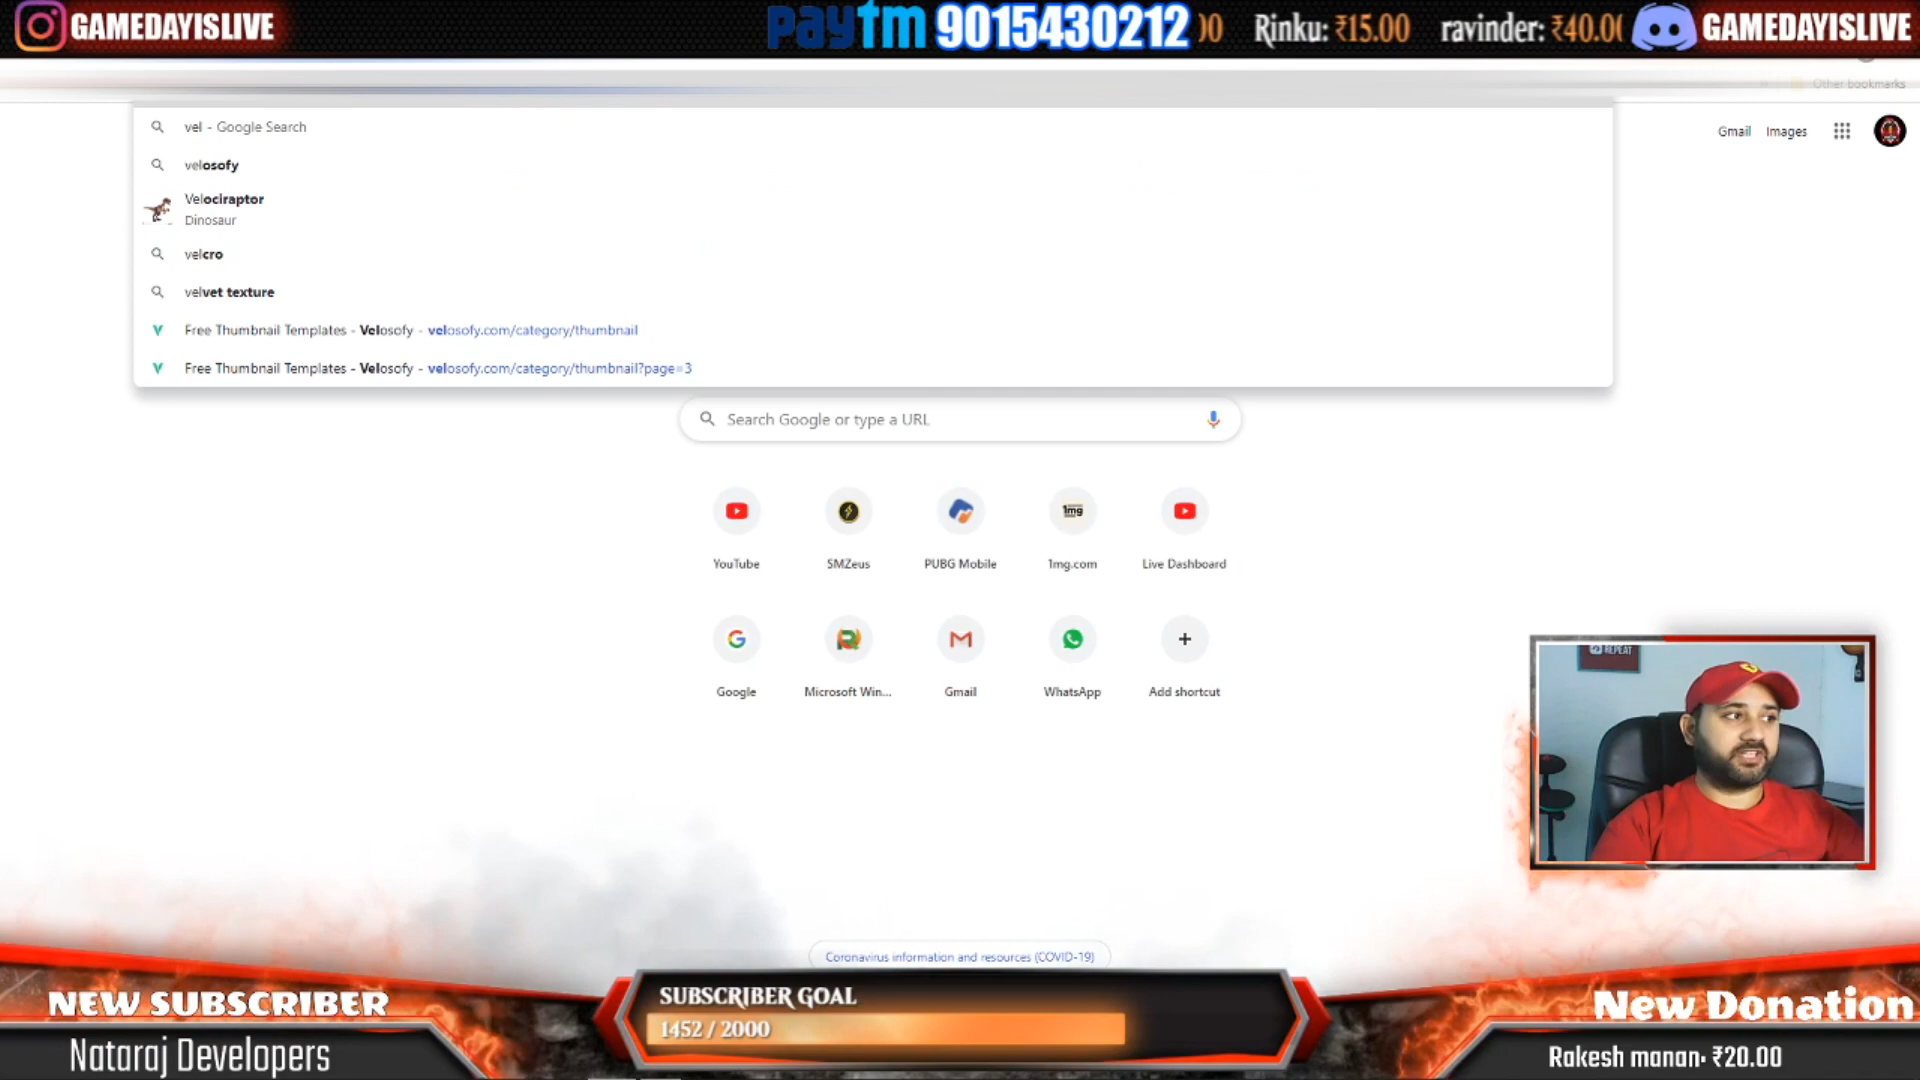 GAMEDAYISLIVE
paytm 9015430212
Rinku: ₹15.00 ravinder:
GAMEDAYISLIVE
Other bookmarks
vel - Google Search
velosofy
Velociraptor
Dinosaur
velcro
velvet texture
Free Thumbnail Templates - Velosofy - velosofy.com/category/thumbnail
Free Thumbnail Templates - Velosofy - velosofy.com/category/thumbnail?page=3
Gmail Images
Search Google or type a URL
1mg
YouTube SMZeus PUBG Mobile 1mg.com Live Dashboard
Google Microsoft Win... Gmail WhatsApp Add shortcut
REPEAT
Coronavirus information and resources (COVID-19)
NEW SUBSCRIBER
Nataraj Developers
SUBSCRIBER GOAL
1452 / 2000
New Donation
Rakesh manan: ₹20.00